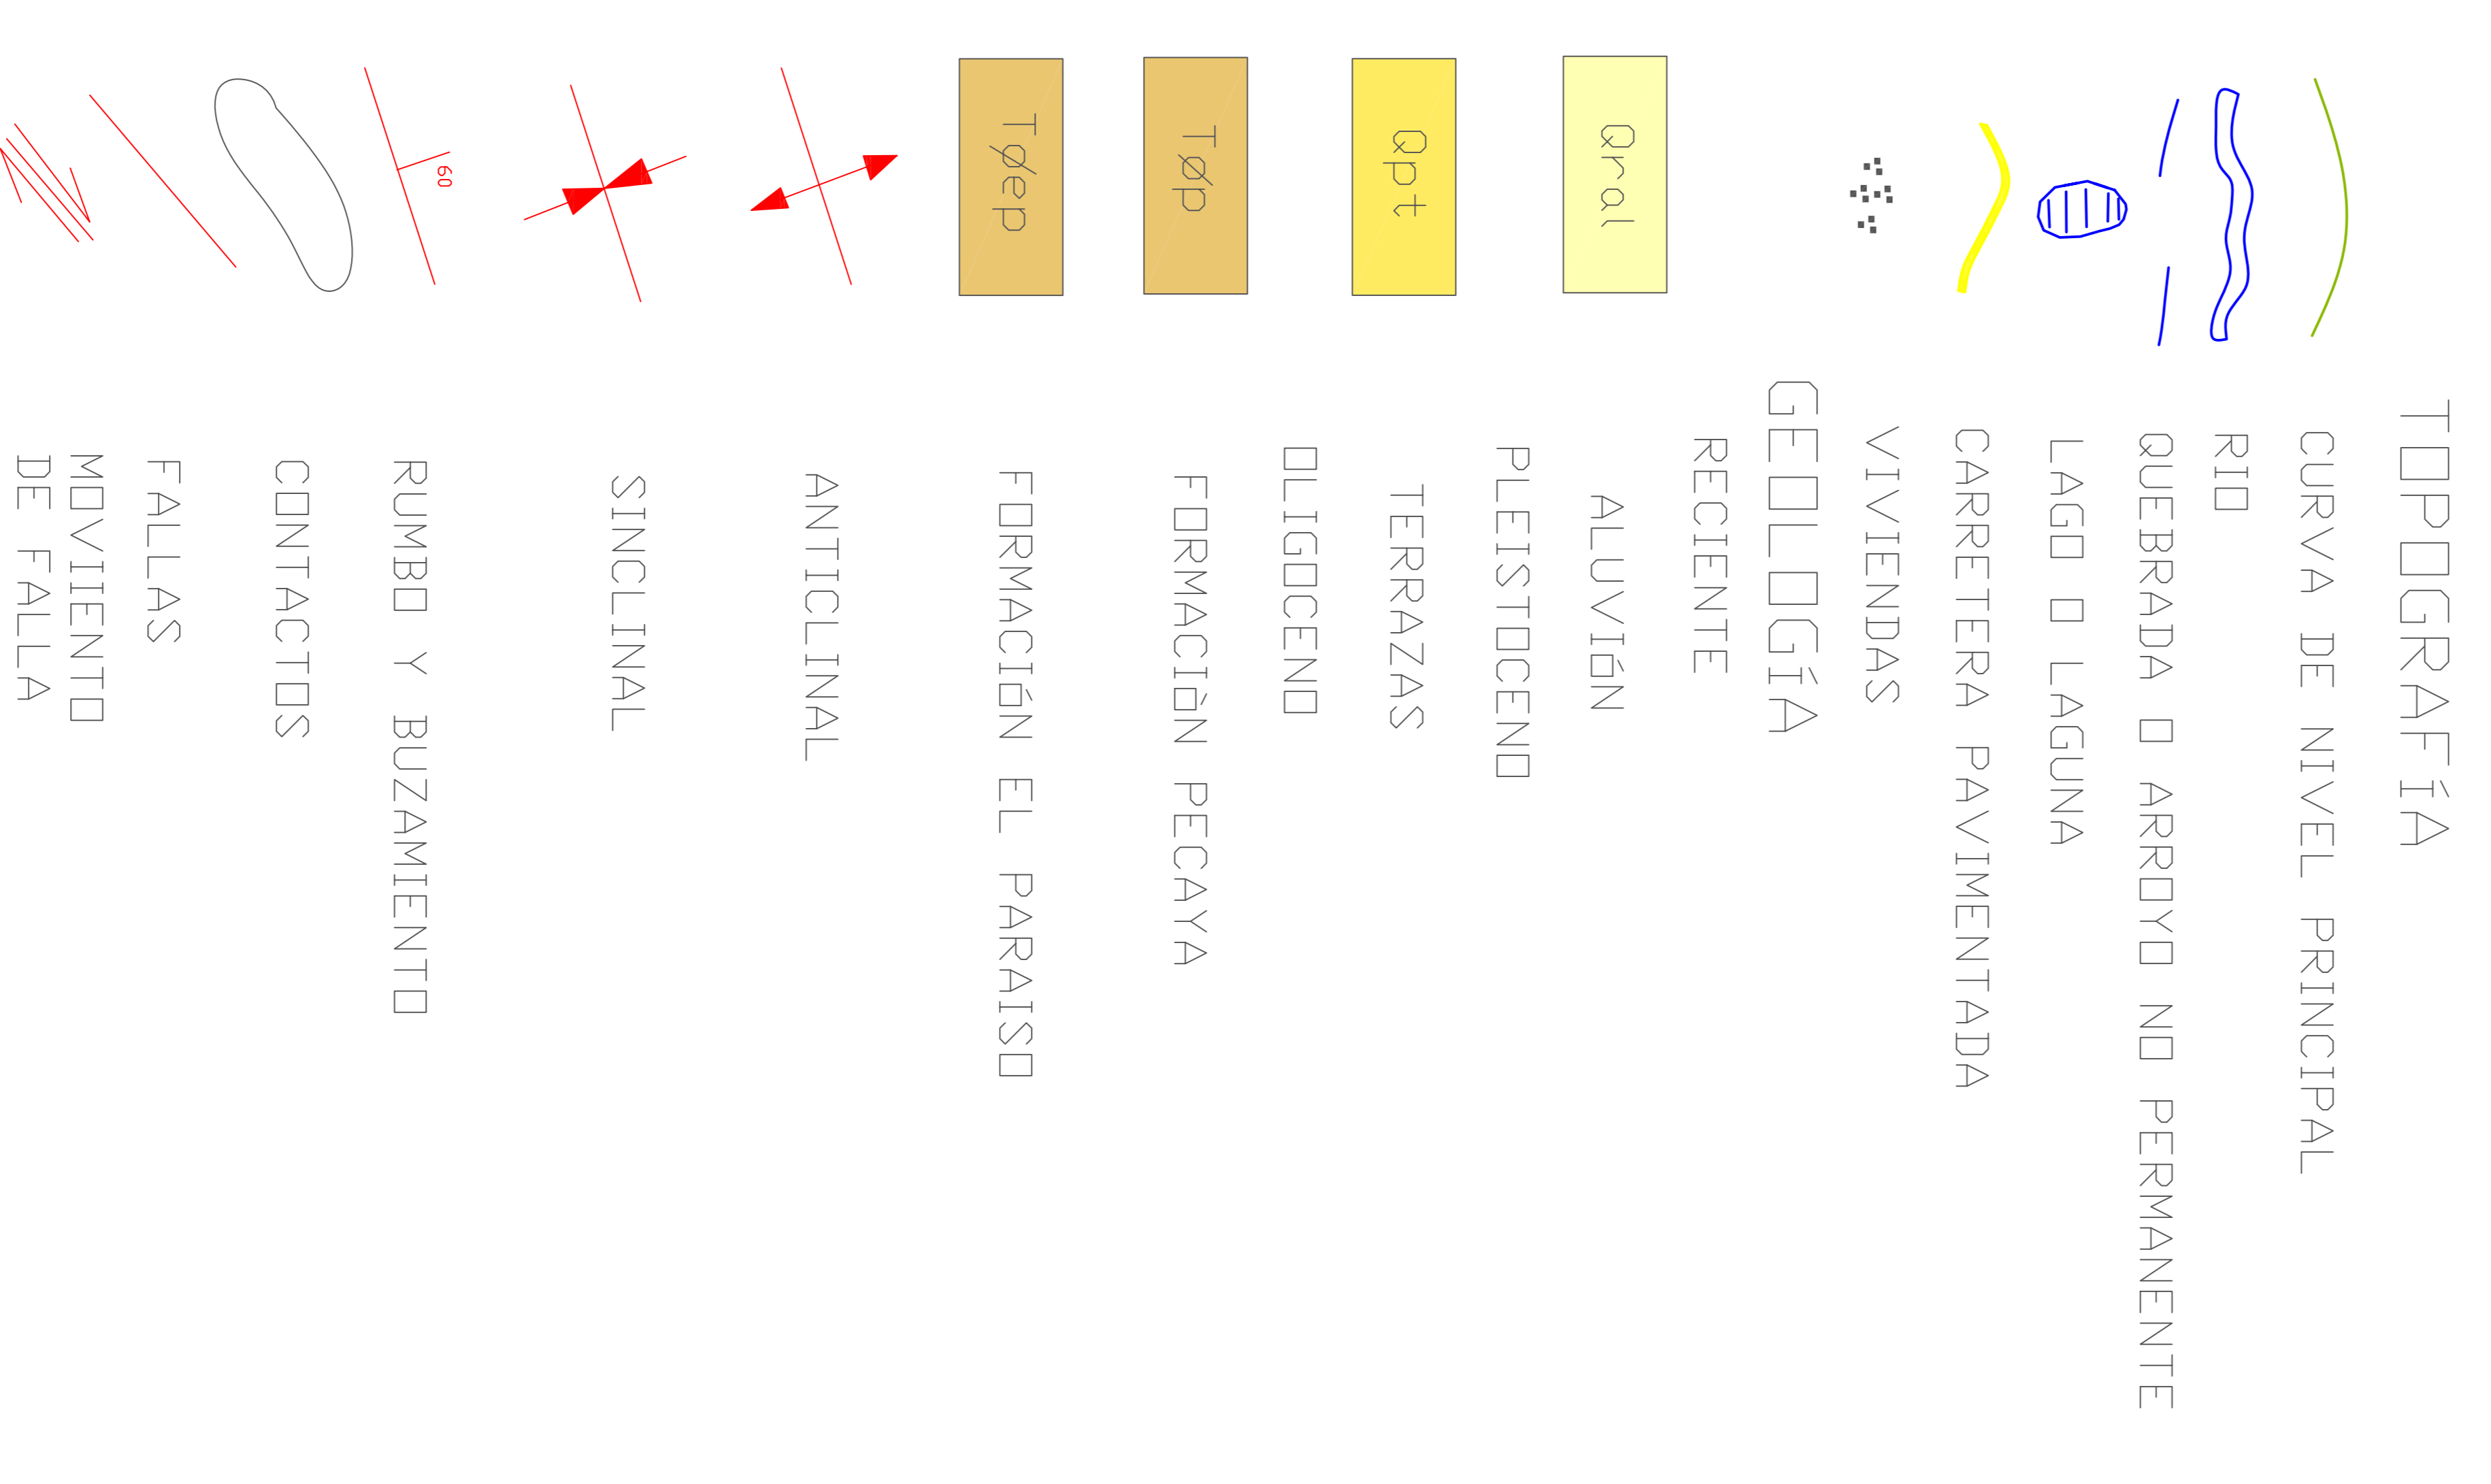 TOPOGRAFÍA
CURVA DE NIVEL PRINCIPAL
RIO
QUEBRADA O ARROYO NO PERMANENTE
LAGO O LAGUNA
CARRETERA PAVIMENTADA
VIVIENDAS
GEOLOGÍA
RECIENTE
Qral
ALUVIÓN
PLEISTOCENO
Qpt
TERRAZAS
OLIGOCENO
TØp
FORMACIÓN PECAYA
TØep
FORMACIÓN EL PARAISO
ANTICLINAL
SINCLINAL
60
RUMBO Y BUZAMIENTO
CONTACTOS
FALLAS
MOVIIENTO
DE FALLA